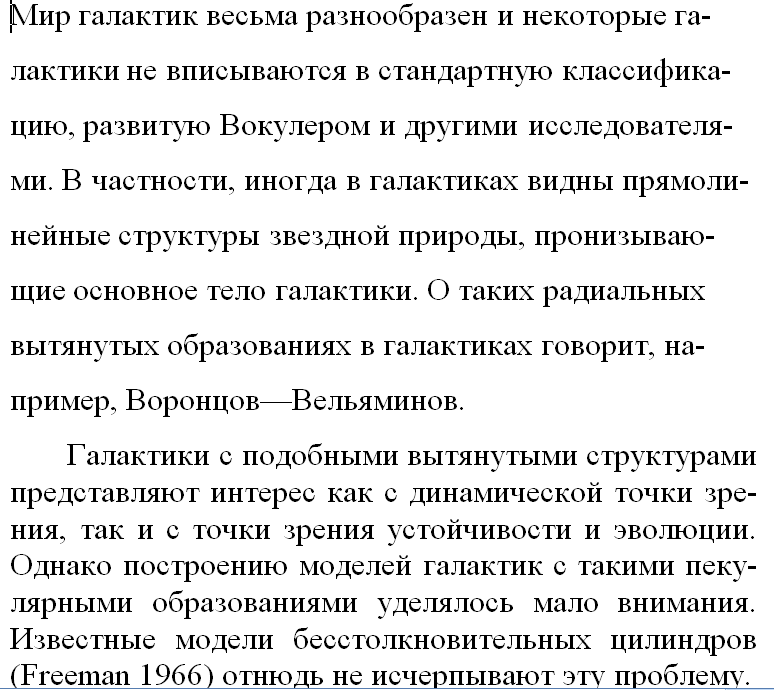 Мир галактик весьма разнообразен и некоторые га-
лактики не вписываются в стандартную классифика-
цию, развитую Вокулером и другими исследователя-
ми. В частности, иногда в галактиках видны прямоли-
нейные структуры звездной природы, пронизываю-
щие основное тело галактики. О таких радиальных
вытянутых образованиях в галактиках говорит, на-
пример, Воронцов—Вельяминов.
Галактики с подобными вытянутыми структурами
представляют интерес как с динамической точки зре-
ния, так и с точки зрения устойчивости и эволюции.
Однако построению моделей галактик с такими пеку-
лярными образованиями уделялось мало внимания.
Известные модели бесстолкновительных цилиндров
(Freeman 1966) отнюдь не исчерпывают эту проблему.